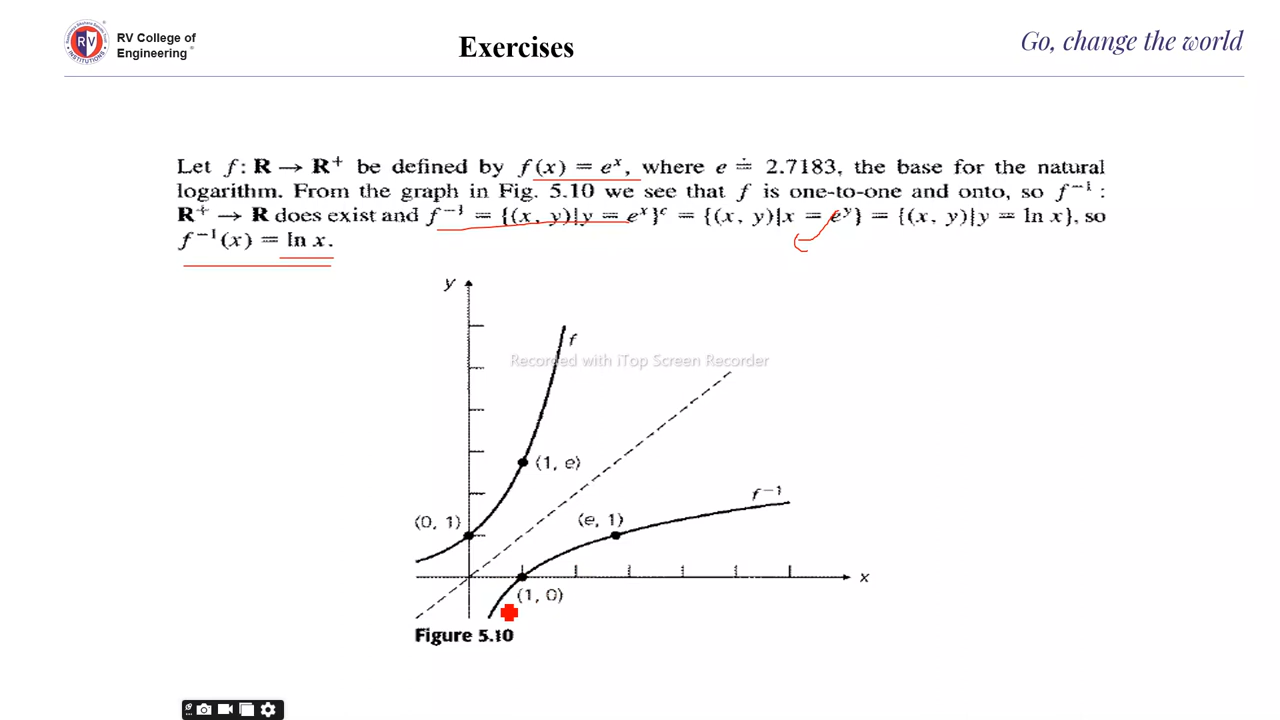 RV College of
Engineering
RV
INSTITUTIONS
Exercises
Go, change the world
Let f : R → R⁺ be defined by f(x) = eˣ, where e ≐ 2.7183, the base for the natural
logarithm. From the graph in Fig. 5.10 we see that f is one-to-one and onto, so f⁻¹ :
R⁺ → R does exist and f⁻¹ = {(x, y)|y = eˣ}ᶜ = {(x, y)|x = eʸ} = {(x, y)|y = ln x}, so
f⁻¹(x) = ln x.
y
f
Recorded with iTop Screen Recorder
(1, e)
f⁻¹
(0, 1)
(e, 1)
x
(1, 0)
Figure 5.10